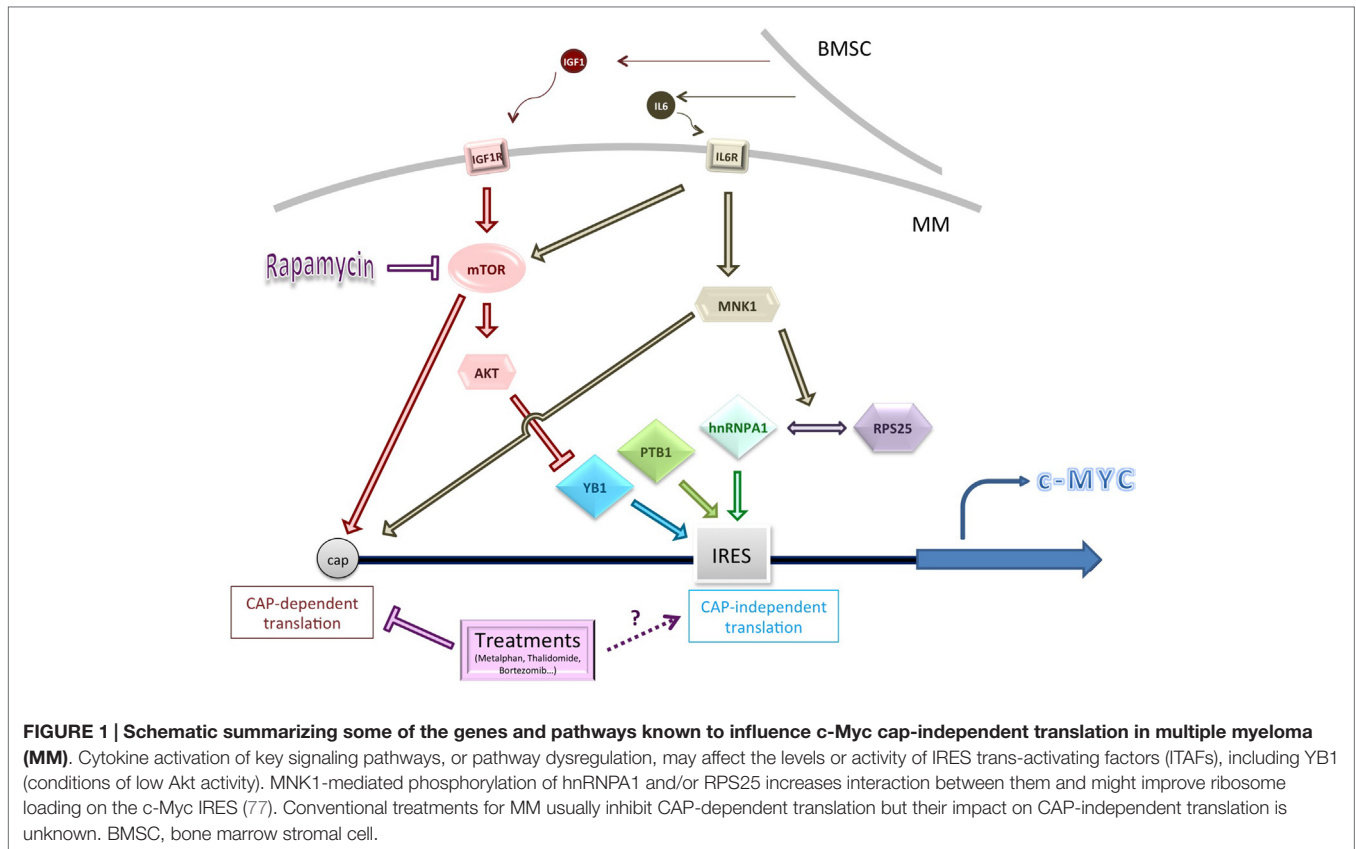 BMSC
IGF1
IL6
IGF1R
IL6R
MM
Rapamycin
mTOR
MNK1
AKT
hnRNPA1
RPS25
PTB1
YB1
c-MYC
cap
IRES
CAP-dependent
translation
CAP-independent
translation
?
Treatments
(Metalphan, Thalidomide,
Bortezomib...)
FIGURE 1 | Schematic summarizing some of the genes and pathways known to influence c-Myc cap-independent translation in multiple myeloma
(MM). Cytokine activation of key signaling pathways, or pathway dysregulation, may affect the levels or activity of IRES trans-activating factors (ITAFs), including YB1
(conditions of low Akt activity). MNK1-mediated phosphorylation of hnRNPA1 and/or RPS25 increases interaction between them and might improve ribosome
loading on the c-Myc IRES (77). Conventional treatments for MM usually inhibit CAP-dependent translation but their impact on CAP-independent translation is
unknown. BMSC, bone marrow stromal cell.